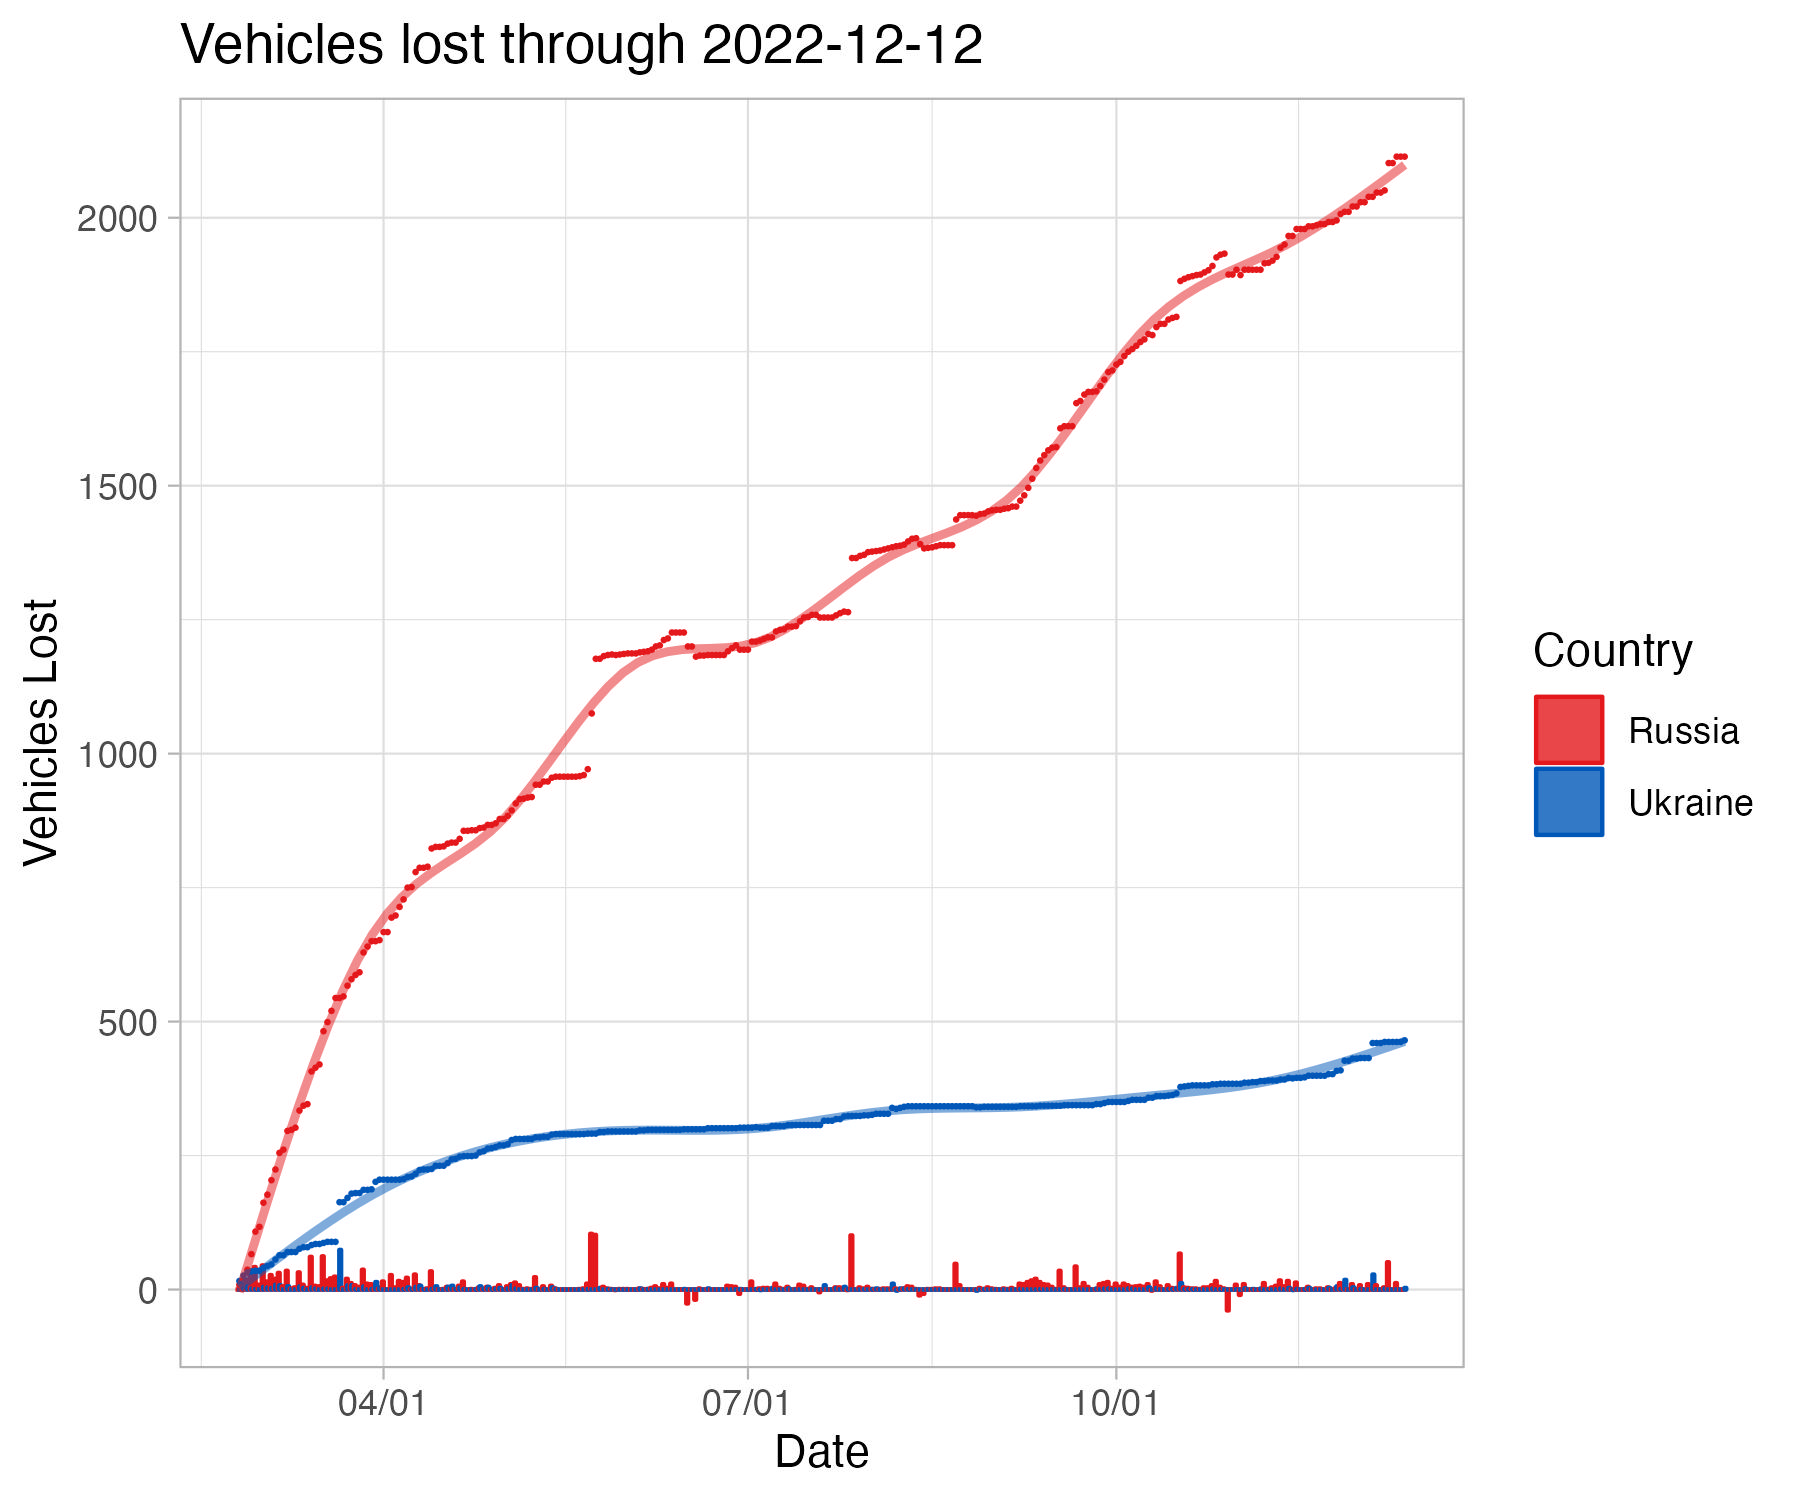 Vehicles lost through 2022-12-12
Vehicles Lost
2000
1500
1000
500
0
04/01
07/01
10/01
Date
Country
Russia
Ukraine